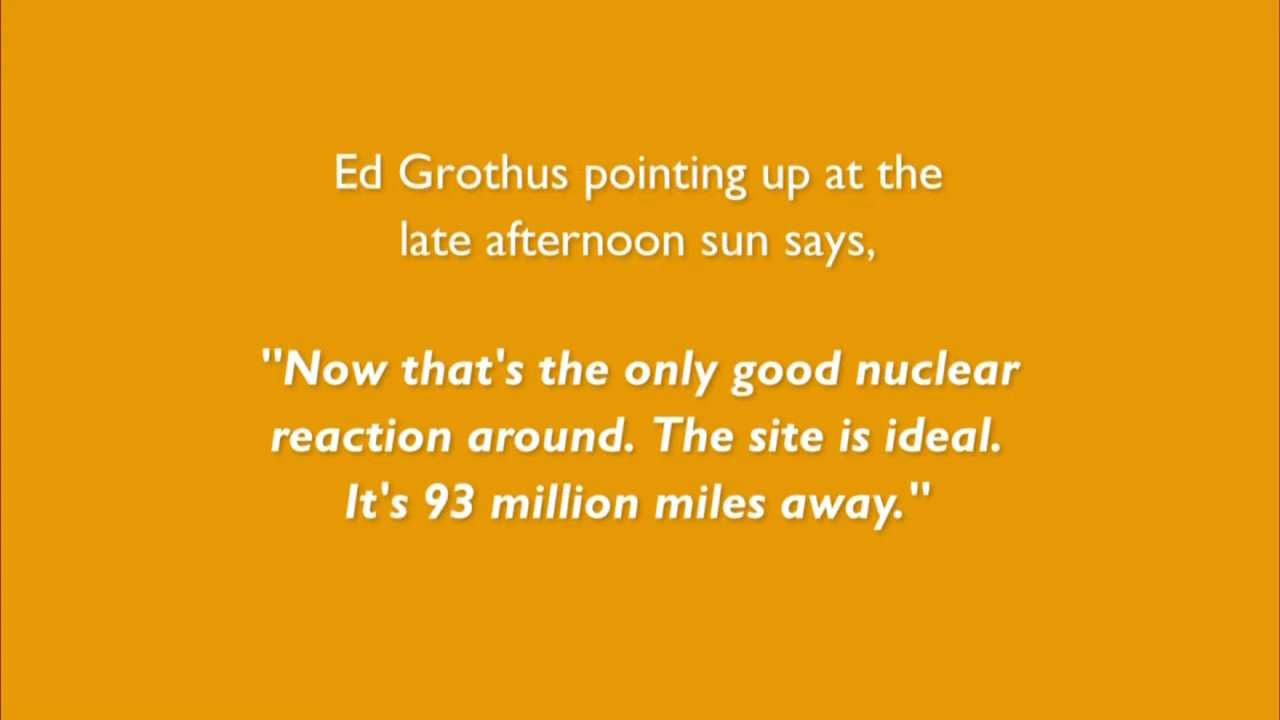 Ed Grothus pointing up at the
late afternoon sun says,
"Now that's the only good nuclear
reaction around. The site is ideal.
It's 93 million miles away."